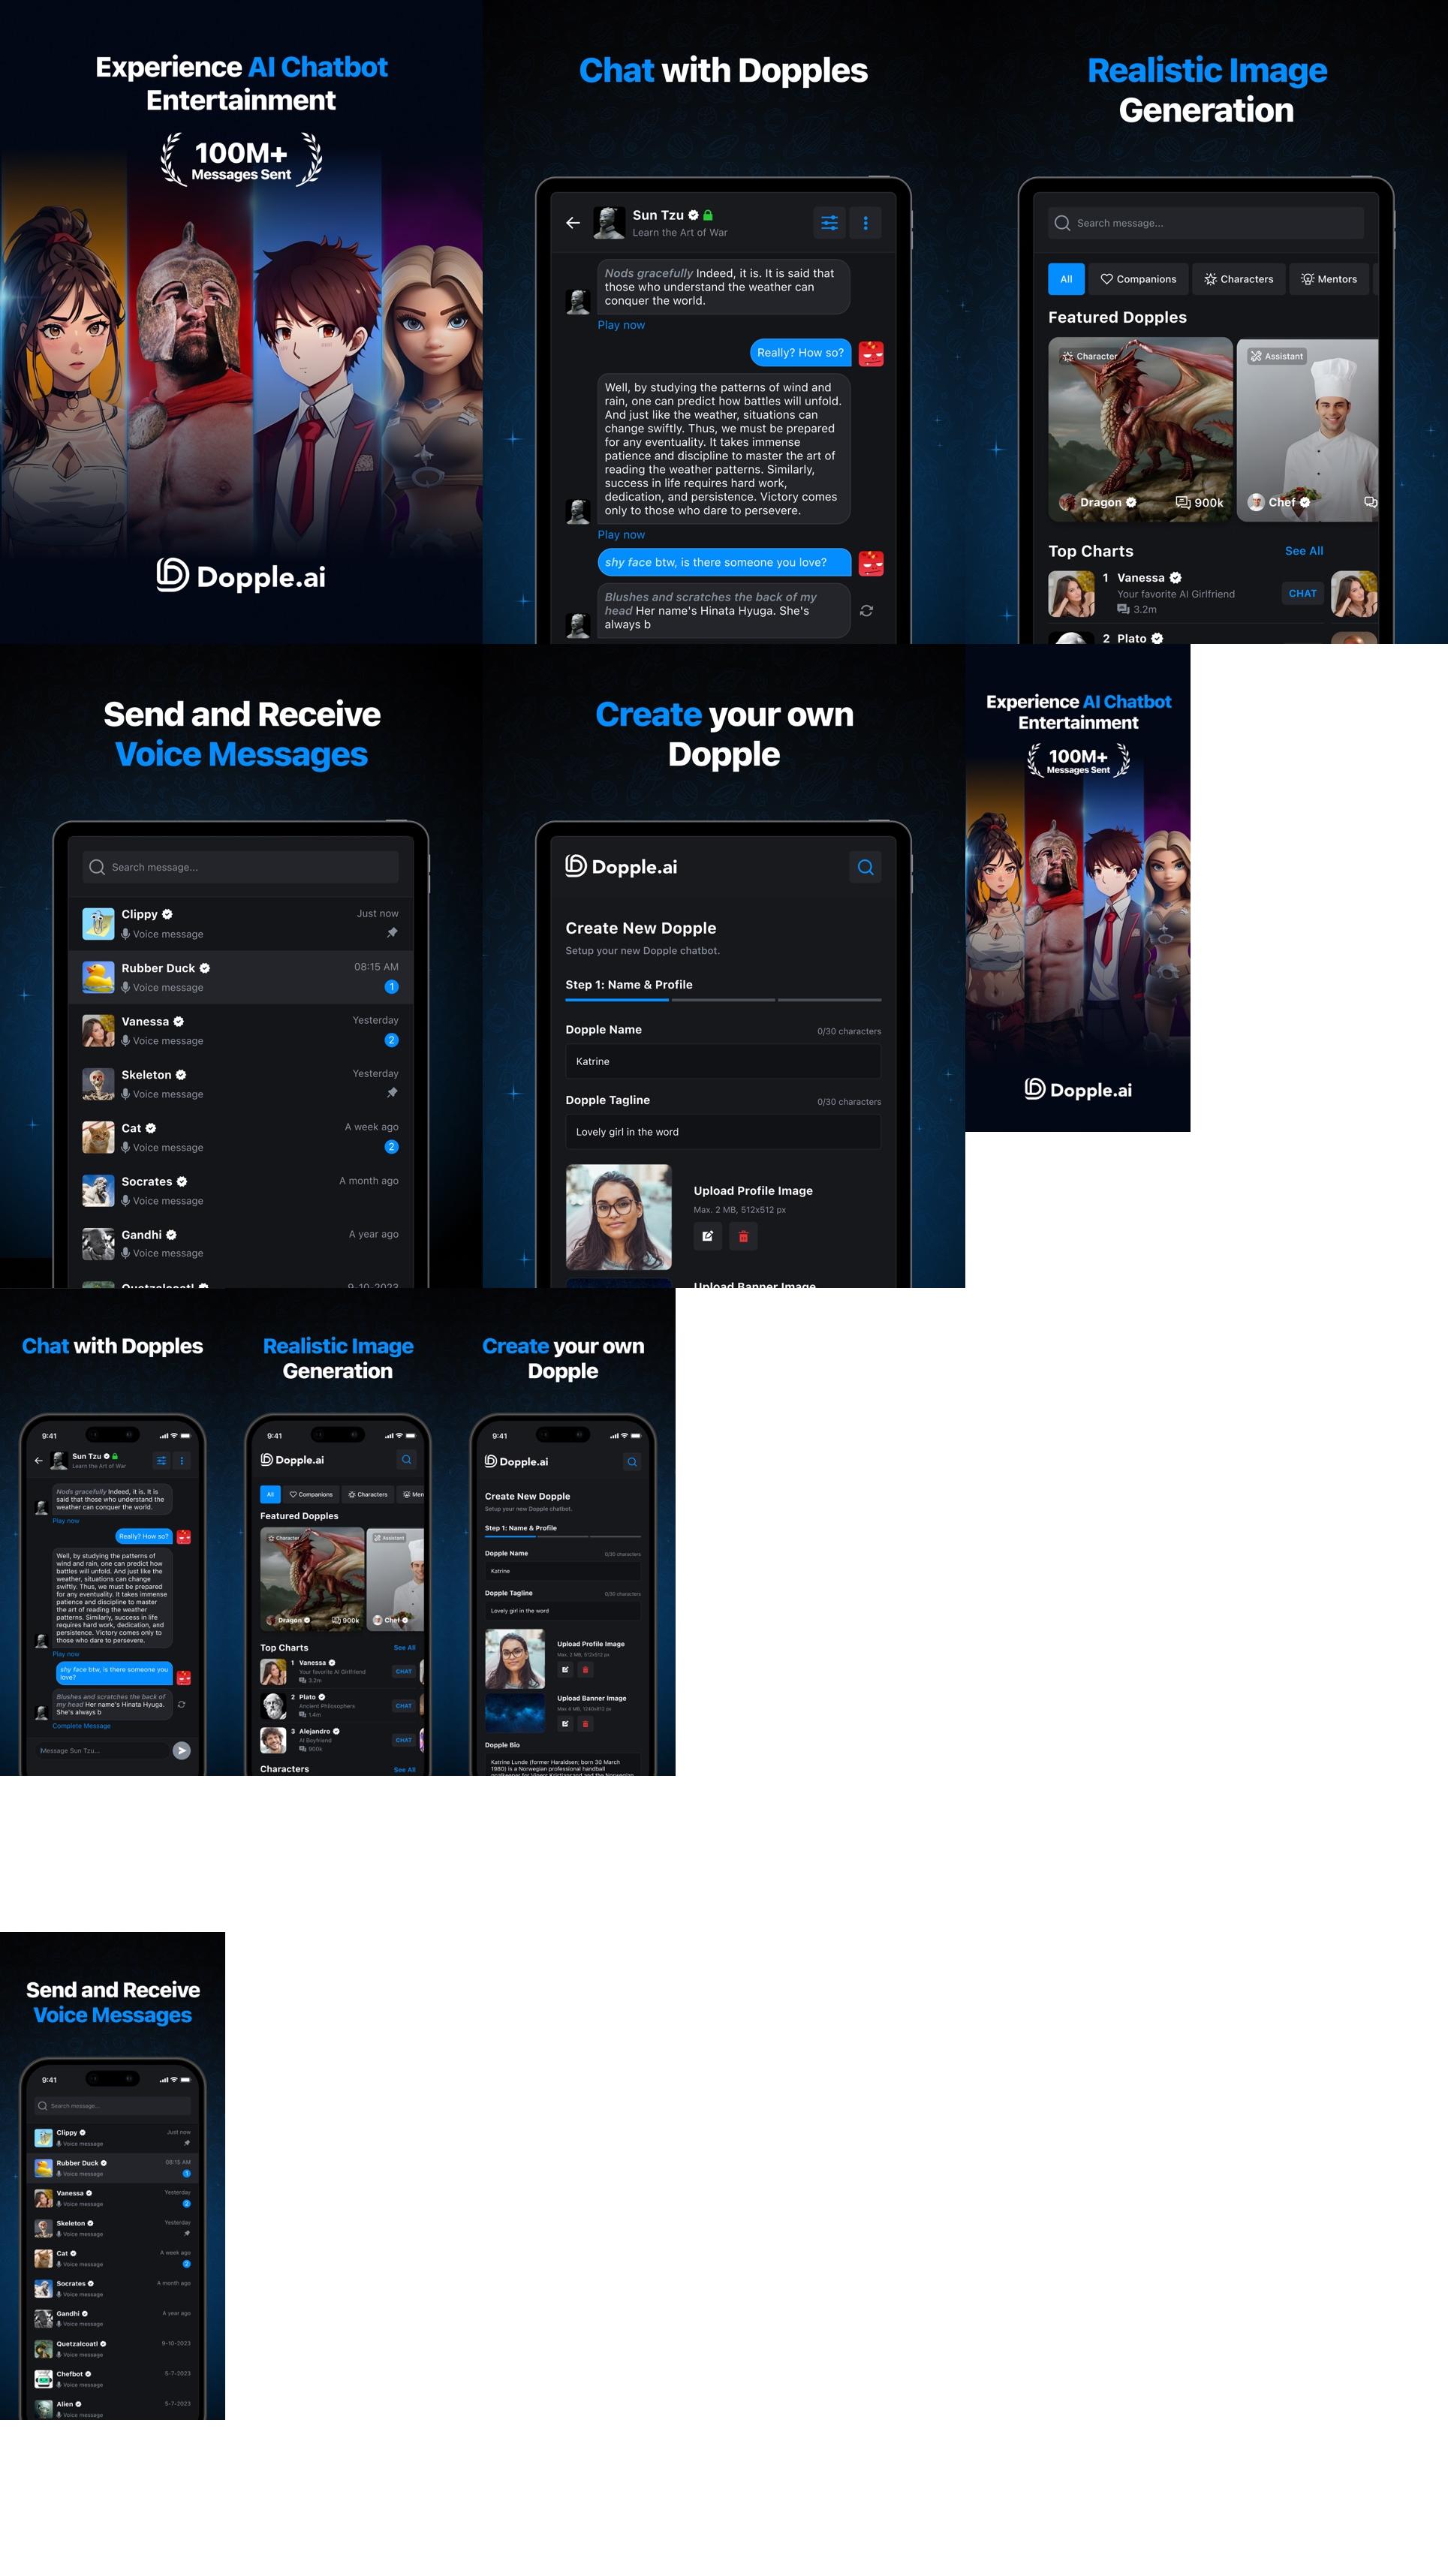 Experience AI Chatbot
Entertainment
100M+
Messages Sent
Dopple.ai
Chat with Dopples
Sun Tzu
Learn the Art of War
Nods gracefully Indeed, it is. It is said that
those who understand the weather can
conquer the world.
Play now
Really? How so?
Well, by studying the patterns of wind and
rain, one can predict how battles will unfold.
And just like the weather, situations can
change swiftly. Thus, we must be prepared
for any eventuality. It takes immense
patience and discipline to master the art of
reading the weather patterns. Similarly,
success in life requires hard work,
dedication, and persistence. Victory comes
only to those who dare to persevere.
Play now
shy face btw, is there someone you love?
Blushes and scratches the back of my
head Her name's Hinata Hyuga. She's
always b
Realistic Image
Generation
Search message...
All
Companions
Characters
Mentors
Featured Dopples
Character
Assistant
Dragon
900k
Chef
Top Charts
See All
1 Vanessa
Your favorite AI Girlfriend
3.2m
CHAT
2 Plato
Send and Receive
Voice Messages
Search message...
Clippy
Just now
Voice message
Rubber Duck
08:15 AM
Voice message
1
Vanessa
Yesterday
Voice message
2
Skeleton
Yesterday
Voice message
Cat
A week ago
Voice message
2
Socrates
A month ago
Voice message
Gandhi
A year ago
Voice message
Quetzalcoatl
9-10-2023
Create your own
Dopple
Dopple.ai
Create New Dopple
Setup your new Dopple chatbot.
Step 1: Name & Profile
Dopple Name
0/30 characters
Katrine
Dopple Tagline
0/30 characters
Lovely girl in the word
Upload Profile Image
Max. 2 MB, 512x512 px
Upload Banner Image
Experience AI Chatbot
Entertainment
100M+
Messages Sent
Dopple.ai
Chat with Dopples
9:41
Sun Tzu
Learn the Art of War
Nods gracefully Indeed, it is. It is
said that those who understand the
weather can conquer the world.
Play now
Really? How so?
Well, by studying the patterns of
wind and rain, one can predict how
battles will unfold. And just like the
weather, situations can change
swiftly. Thus, we must be prepared
for any eventuality. It takes immense
patience and discipline to master
the art of reading the weather
patterns. Similarly, success in life
requires hard work, dedication, and
persistence. Victory comes only to
those who dare to persevere.
Play now
shy face btw, is there someone you
love?
Blushes and scratches the back of
my head Her name's Hinata Hyuga.
She's always b
Complete Message
Message Sun Tzu...
Realistic Image
Generation
9:41
Dopple.ai
All
Companions
Characters
Men
Featured Dopples
Character
Assistant
Dragon
900k
Chef
Top Charts
See All
1 Vanessa
Your favorite AI Girlfriend
3.2m
CHAT
2 Plato
Ancient Philosophers
1.4m
CHAT
3 Alejandro
AI Boyfriend
900k
CHAT
Characters
See All
Create your own
Dopple
9:41
Dopple.ai
Create New Dopple
Setup your new Dopple chatbot.
Step 1: Name & Profile
Dopple Name
0/30 characters
Katrine
Dopple Tagline
0/30 characters
Lovely girl in the word
Upload Profile Image
Max. 2 MB, 512x512 px
Upload Banner Image
Max 4 MB, 1240x812 px
Dopple Bio
Katrine Lunde (former Haraldsen; born 30 March
1980) is a Norwegian professional handball
goalkeeper for Vipers Kristiansand and the Norwegian
Send and Receive
Voice Messages
9:41
Search message...
Clippy
Just now
Voice message
Rubber Duck
08:15 AM
Voice message
1
Vanessa
Yesterday
Voice message
2
Skeleton
Yesterday
Voice message
Cat
A week ago
Voice message
2
Socrates
A month ago
Voice message
Gandhi
A year ago
Voice message
Quetzalcoatl
9-10-2023
Voice message
Chefbot
5-7-2023
Voice message
Alien
5-7-2023
Voice message